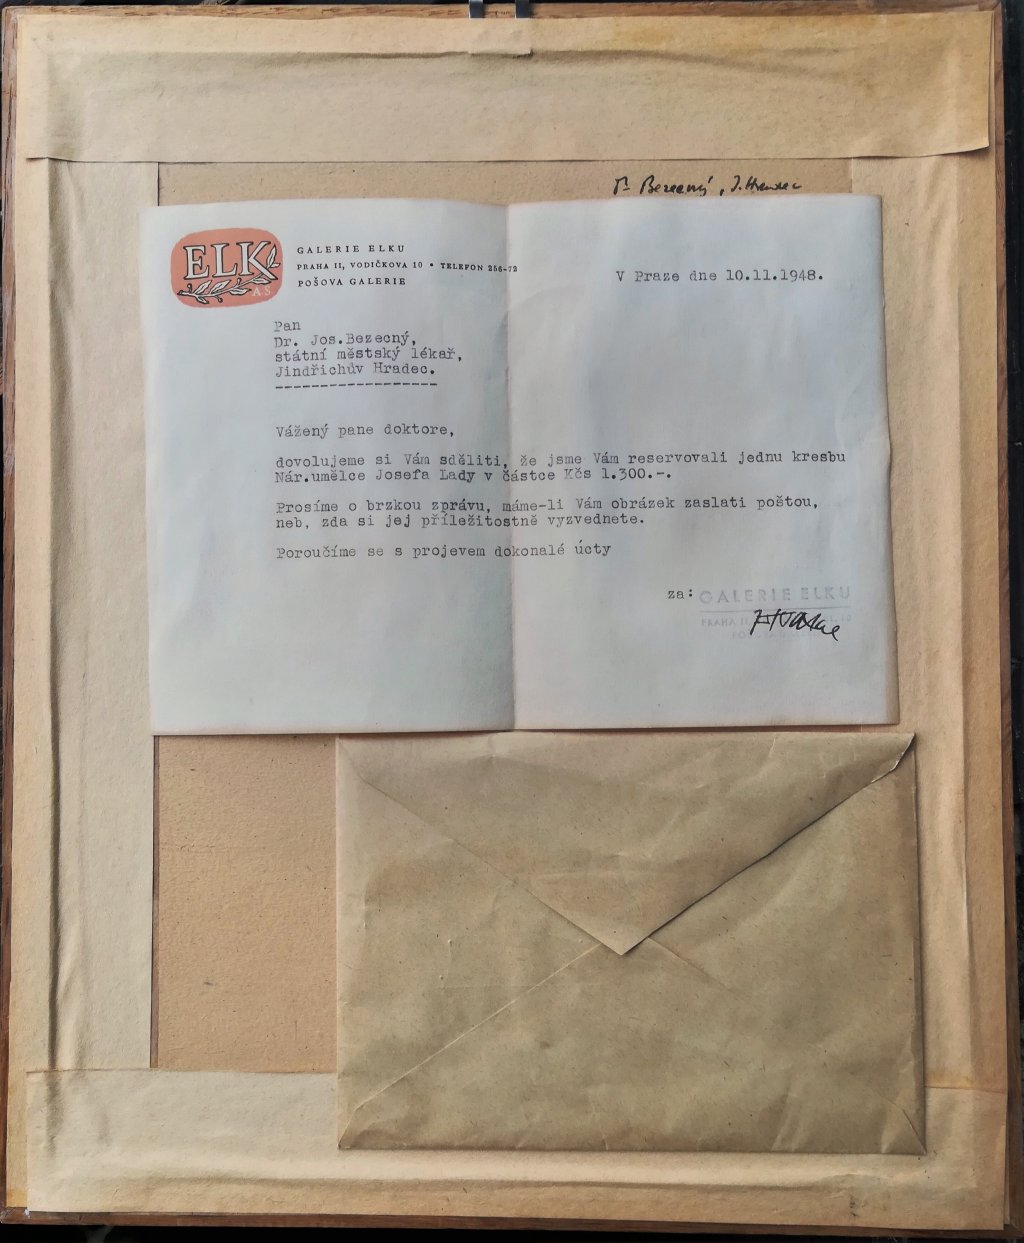 Bezecný, J. Hradec
ELK
A.S.
GALERIE ELKU
PRAHA II, VODIČKOVA 10 • TELEFON 256-72
POŠOVA GALERIE
V Praze dne 10.11.1948.
Pan
Dr. Jos.Bezecný,
státní městský lékař,
Jindřichův Hradec.
------------------
Vážený pane doktore,
dovolujeme si Vám sděliti, že jsme Vám reservovali jednu kresbu
Nár.umělce Josefa Lady v částce Kčs 1.300.-.
Prosíme o brzkou zprávu, máme-li Vám obrázek zaslati poštou,
neb, zda si jej příležitostně vyzvednete.
Poroučíme se s projevem dokonalé úcty
za: GALERIE ELKU
PRAHA II